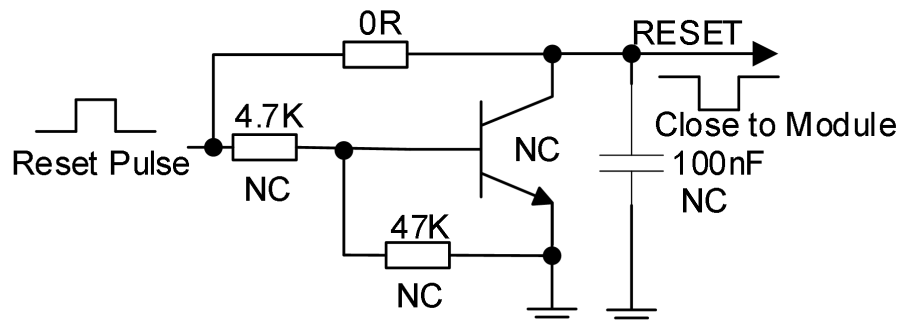 0R
RESET
4.7K
Close to Module
Reset Pulse
NC
100nF
NC
NC
47K
NC